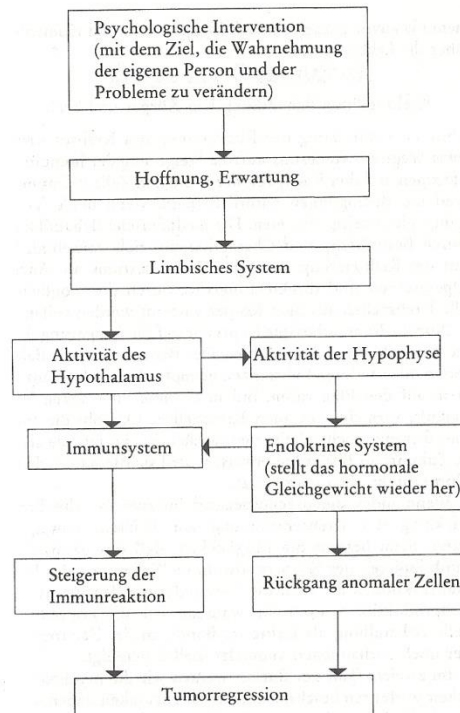 Psychologische Intervention
(mit dem Ziel, die Wahrnehmung
der eigenen Person und der
Probleme zu verändern)
Hoffnung, Erwartung
Limbisches System
Aktivität des
Hypothalamus
Aktivität der Hypophyse
Immunsystem
Endokrines System
(stellt das hormonale
Gleichgewicht wieder her)
Steigerung der
Immunreaktion
Rückgang anomaler Zellen
Tumorregression